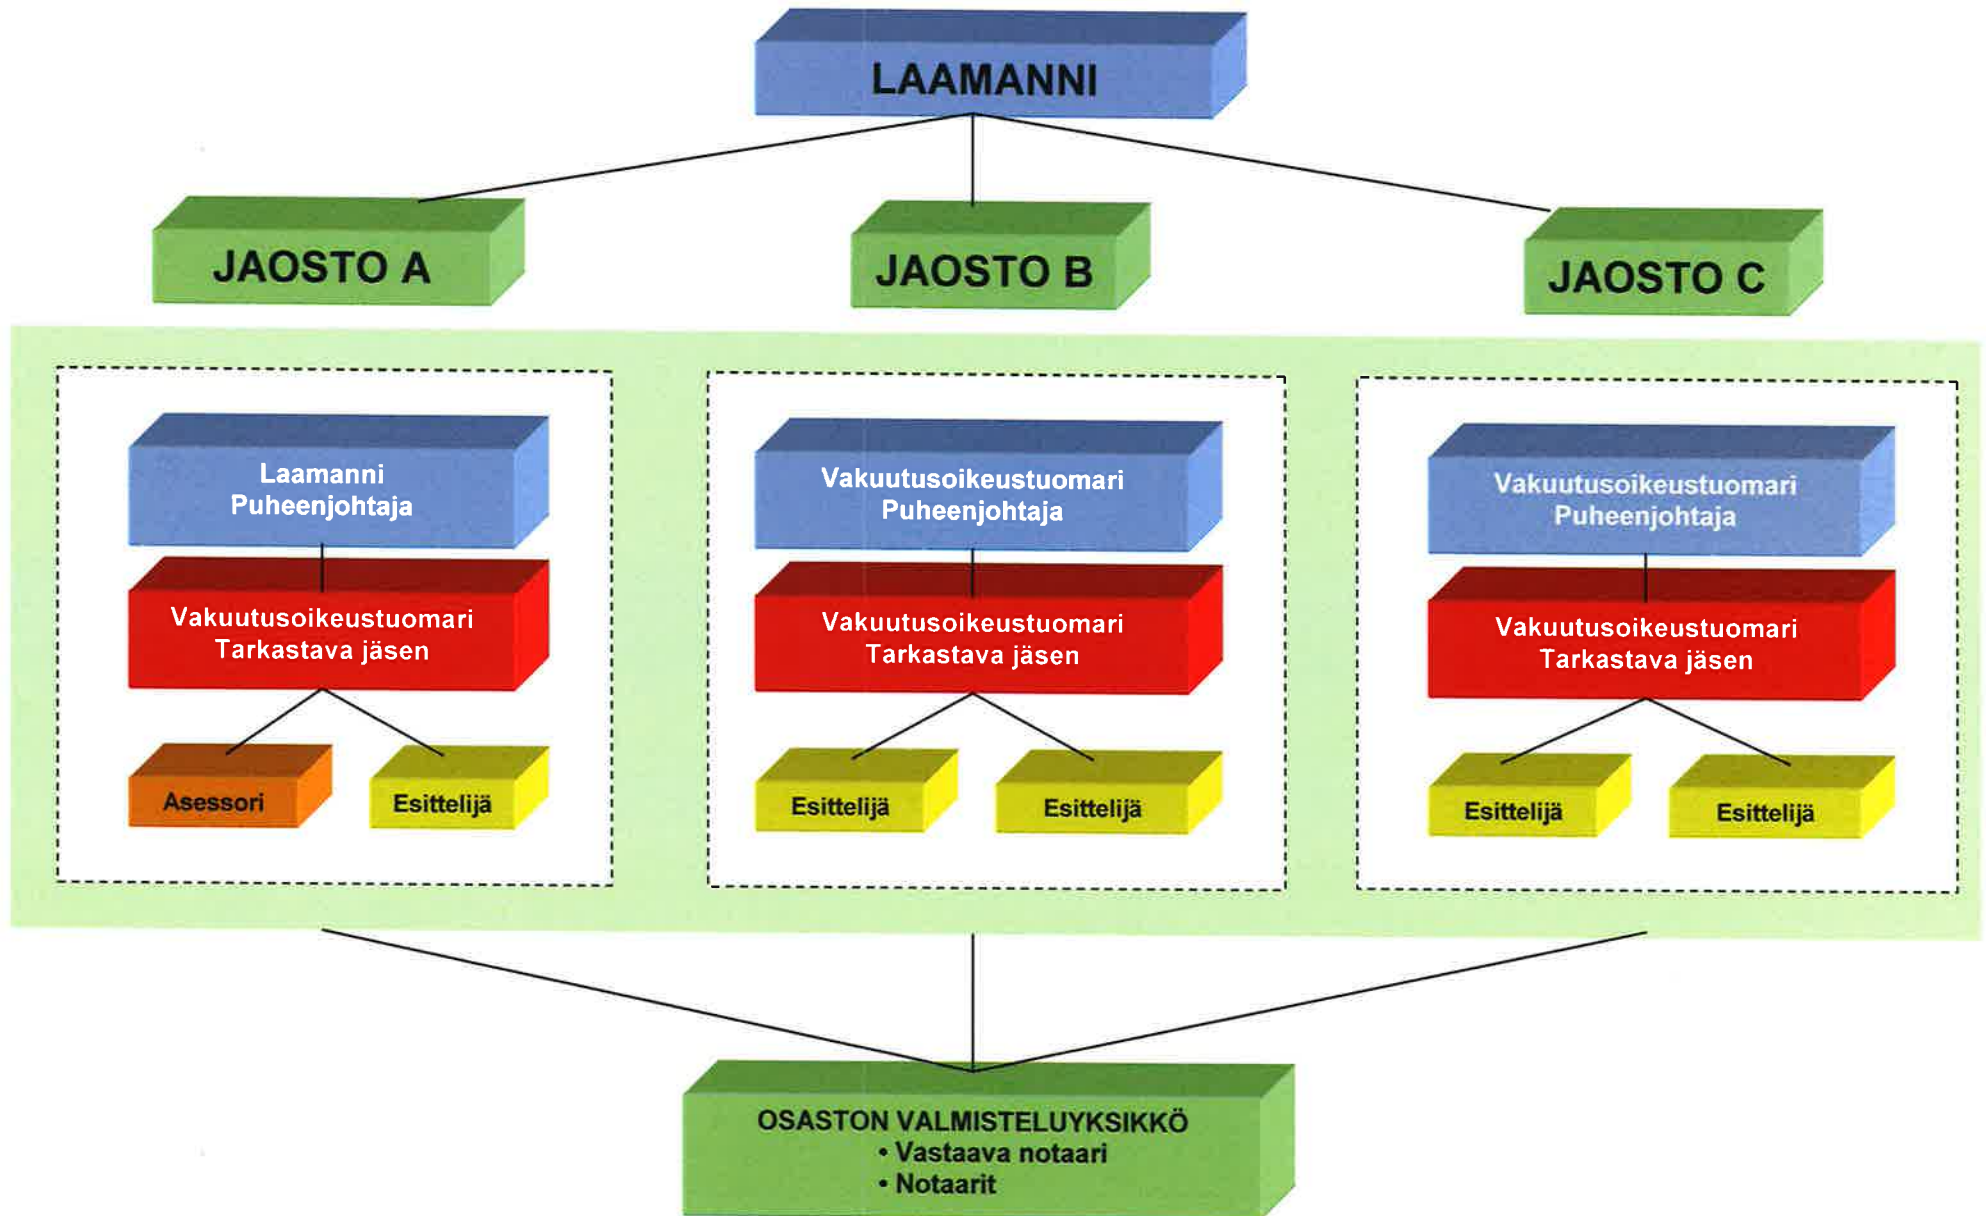 LAAMANNI
JAOSTO A
JAOSTO B
JAOSTO C
Laamanni
Puheenjohtaja
Vakuutusoikeustuomari
Tarkastava jäsen
Asessori
Esittelijä
Vakuutusoikeustuomari
Puheenjohtaja
Vakuutusoikeustuomari
Tarkastava jäsen
Esittelijä
Esittelijä
Vakuutusoikeustuomari
Puheenjohtaja
Vakuutusoikeustuomari
Tarkastava jäsen
Esittelijä
Esittelijä
OSASTON VALMISTELUYKSIKKÖ
• Vastaava notaari
• Notaarit